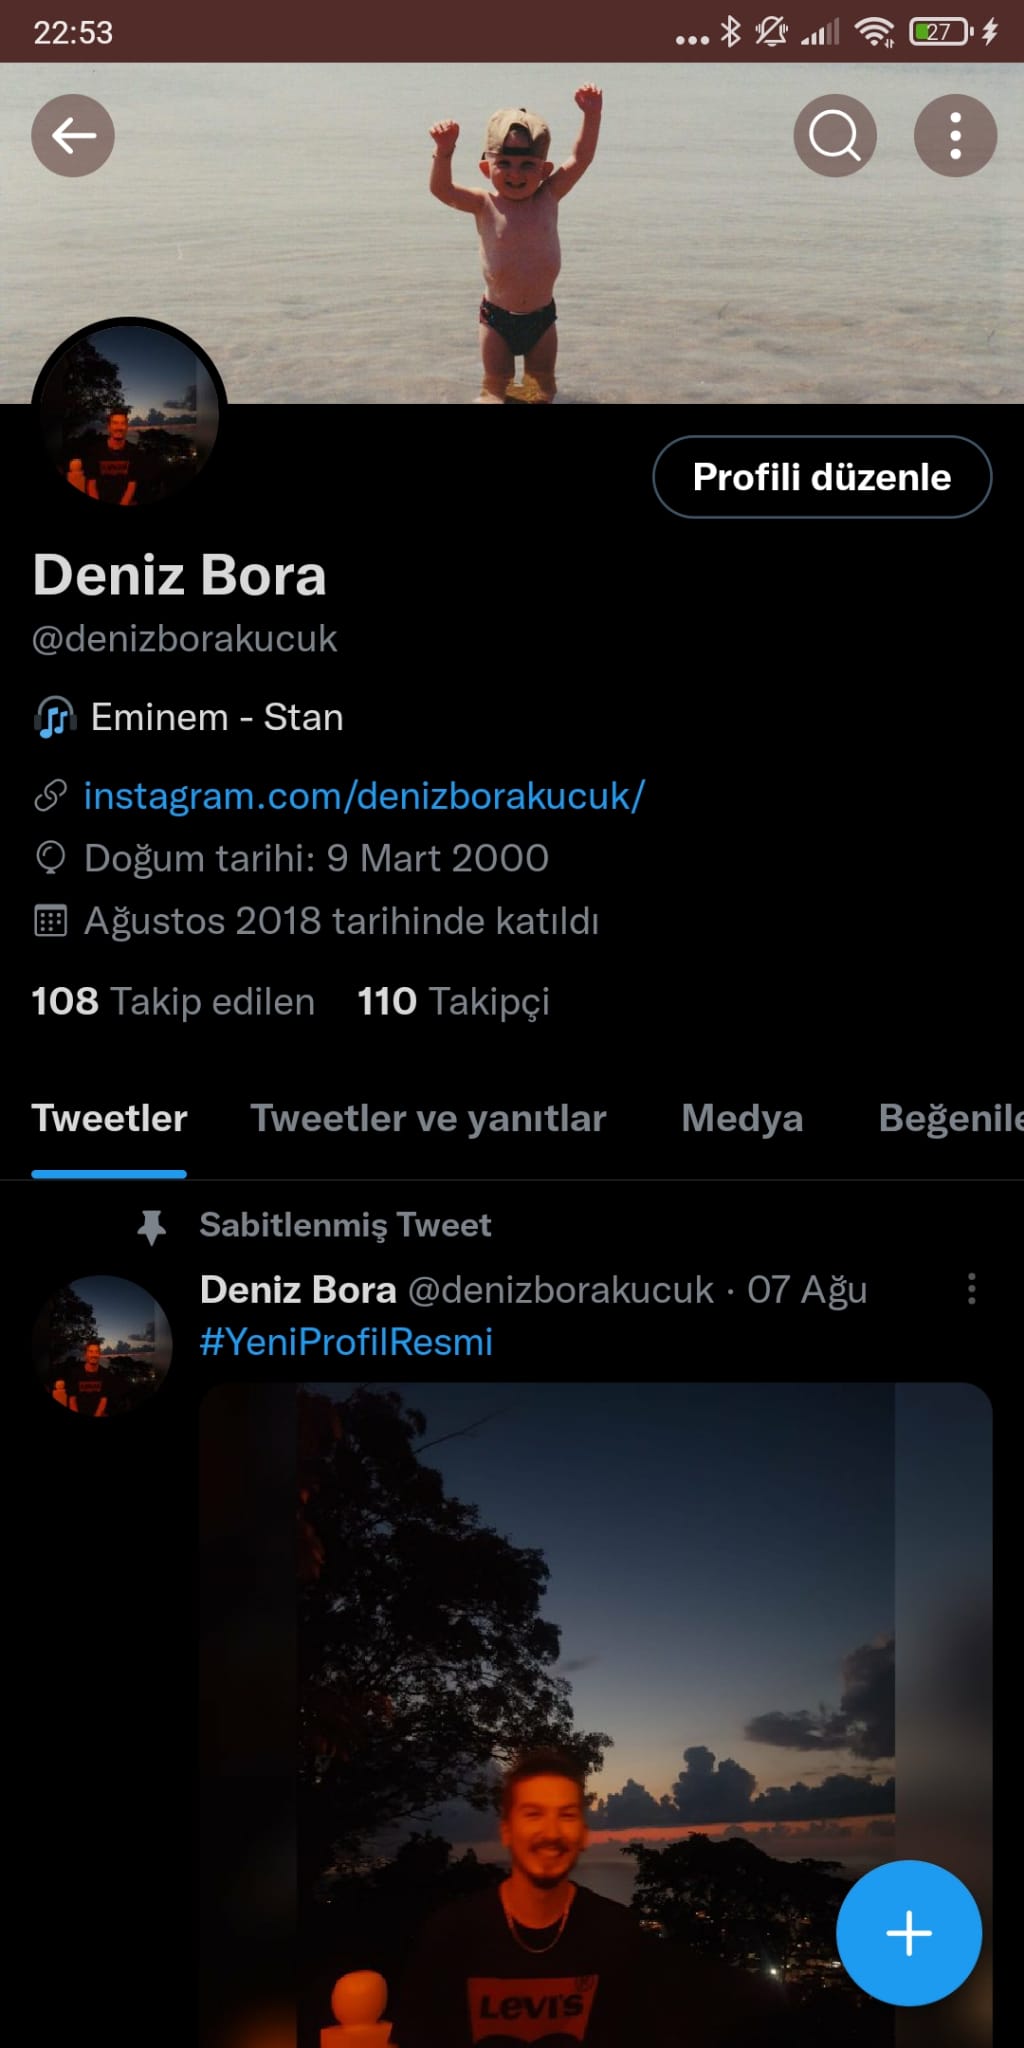 22:53
27
Profili düzenle
Deniz Bora
@denizborakucuk
Eminem - Stan
instagram.com/denizborakucuk/
Doğum tarihi: 9 Mart 2000
Ağustos 2018 tarihinde katıldı
108 Takip edilen 110 Takipçi
Tweetler Tweetler ve yanıtlar Medya Beğenile
Sabitlenmiş Tweet
Deniz Bora @denizborakucuk · 07 Ağu
#YeniProfilResmi
Levi's®